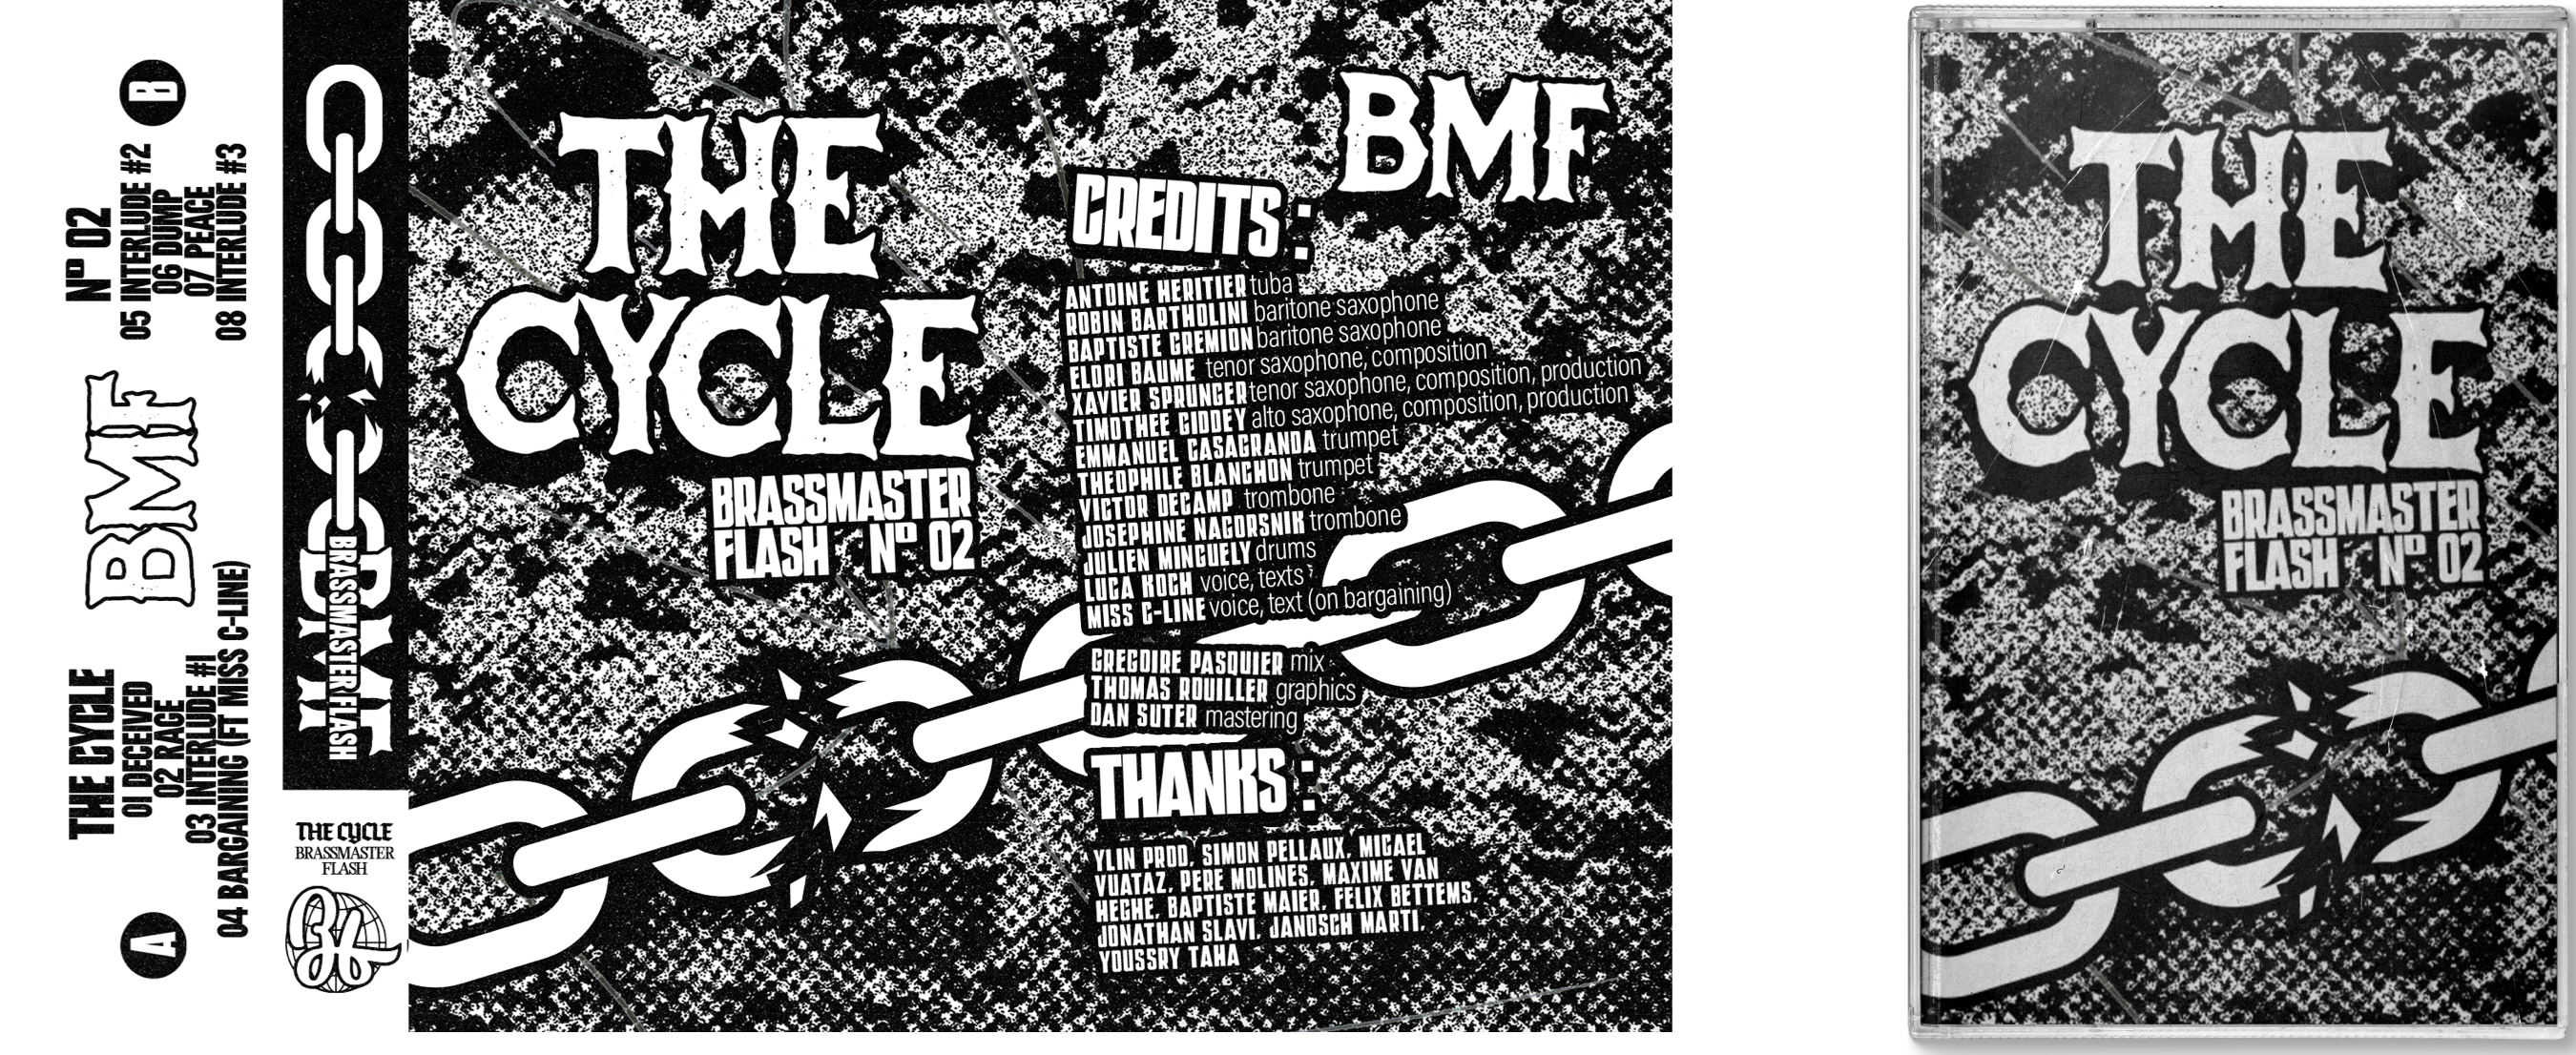 THE CYCLE
01 DECEIVED
02 RAGE
03 INTERLUDE #1
04 BARGAINING (FT MISS C-LINE)
A
BMF
Nº 02
05 INTERLUDE #2
06 DUMP
07 PEACE
08 INTERLUDE #3
B
BMF
BRASSMASTER FLASH
THE CYCLE
BRASSMASTER
FLASH
THE
CYCLE
BRASSMASTER
FLASH Nº 02
BMF
CREDITS :
ANTOINE HERITIER tuba
ROBIN BARTHOLINI baritone saxophone
BAPTISTE GREMION baritone saxophone
ELORI BAUME tenor saxophone, composition
XAVIER SPRUNGER tenor saxophone, composition, production
TIMOTHEE GIDDEY alto saxophone, composition, production
EMMANUEL CASAGRANDA trumpet
THEOPHILE BLANCHON trumpet
VICTOR DECAMP trombone
JOSEPHINE NAGORSNIK trombone
JULIEN MINGUELY drums
LUCA KOCH voice, texts
MISS C-LINE voice, text (on bargaining)
GREGOIRE PASQUIER mix
THOMAS ROUILLER graphics
DAN SUTER mastering
THANKS :
YLIN PROD, SIMON PELLAUX, MICAEL
VUATAZ, PERE MOLINES, MAXIME VAN
HEGHE, BAPTISTE MAIER, FELIX BETTEMS,
JONATHAN SLAVI, JANOSCH MARTI,
YOUSSRY TAHA
THE
CYCLE
BRASSMASTER
FLASH Nº 02